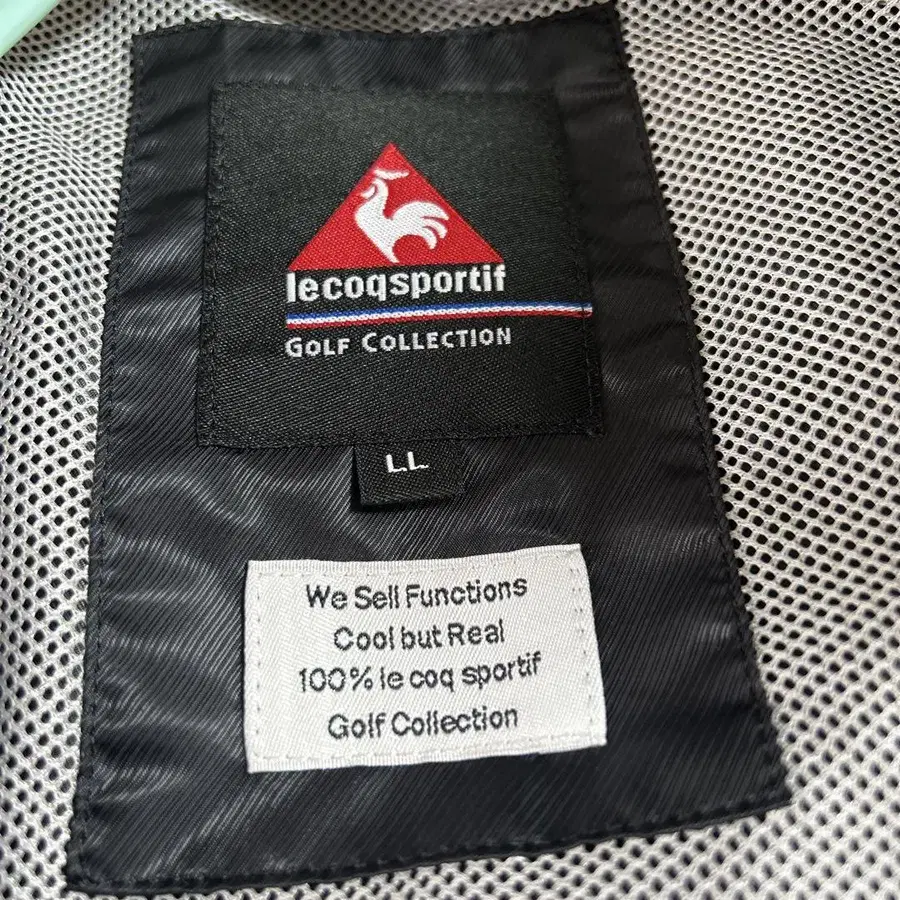 lecoqsportif
GOLF COLLECTION
LL
We Sell Functions
Cool but Real
100% le coq sportif
Golf Collection